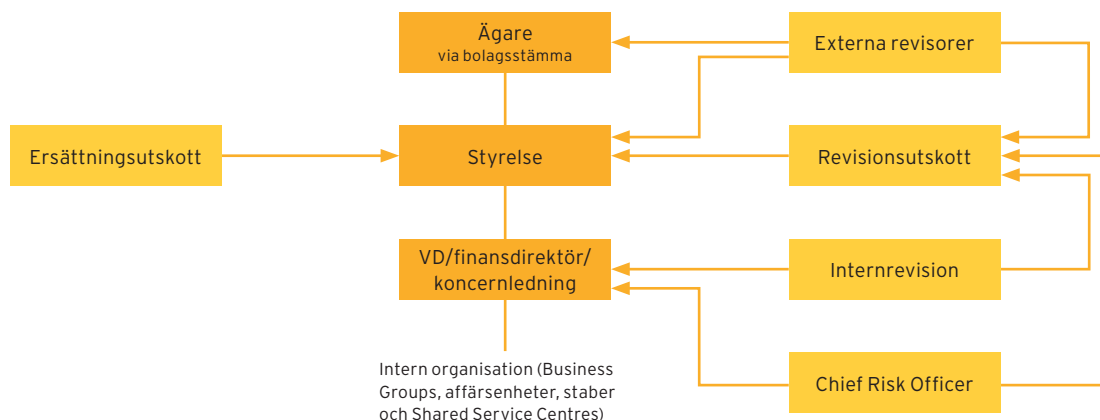 Ägare
via bolagsstämma
Externa revisorer
Ersättningsutskott
Styrelse
Revisionsutskott
VD/finansdirektör/
koncernledning
Internrevision
Intern organisation (Business
Groups, affärsenheter, staber
och Shared Service Centres)
Chief Risk Officer